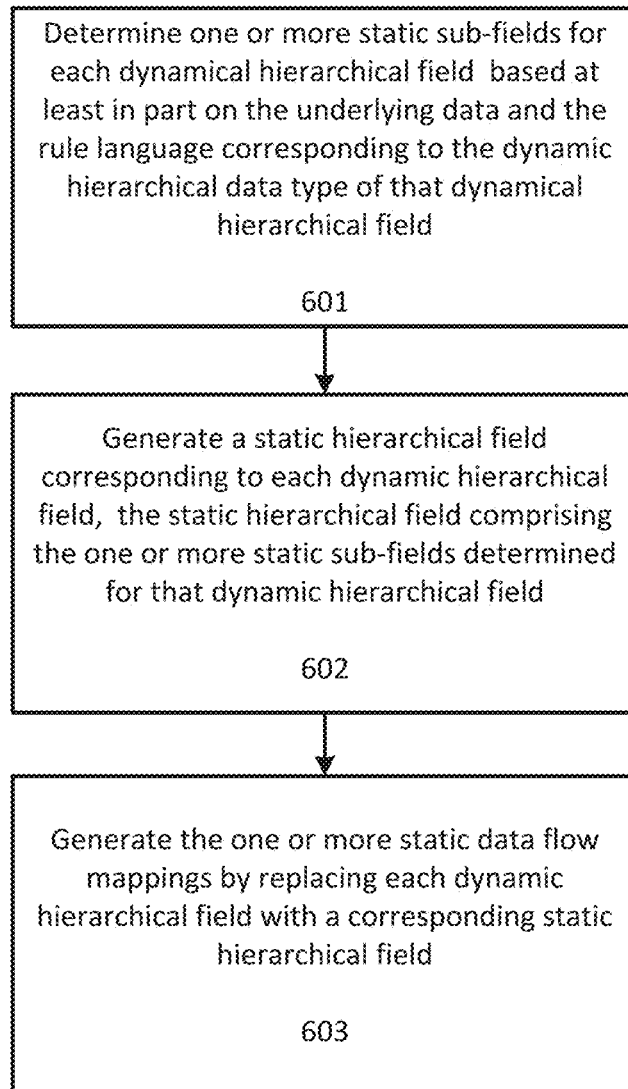 Determine one or more static sub-fields for
each dynamical hierarchical field based at
least in part on the underlying data and the
rule language corresponding to the dynamic
hierarchical data type of that dynamical
hierarchical field
601
Generate a static hierarchical field
corresponding to each dynamic hierarchical
field, the static hierarchical field comprising
the one or more static sub-fields determined
for that dynamic hierarchical field
602
Generate the one or more static data flow
mappings by replacing each dynamic
hierarchical field with a corresponding static
hierarchical field
603